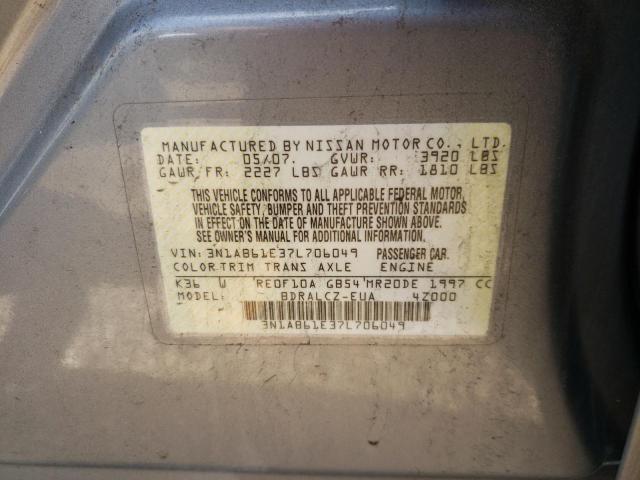 MANUFACTURED BY NISSAN MOTOR CO., LTD.
DATE: 05/07. GVWR: 3920 LBS
GAWR FR: 2227 LBS GAWR RR: 1810 LBS
THIS VEHICLE CONFORMS TO ALL APPLICABLE FEDERAL MOTOR
VEHICLE SAFETY, BUMPER AND THEFT PREVENTION STANDARDS
IN EFFECT ON THE DATE OF MANUFACTURE SHOWN ABOVE.
SEE OWNER'S MANUAL FOR ADDITIONAL INFORMATION.
VIN: 3N1AB61E37L706049 PASSENGER CAR.
COLOR TRIM TRANS AXLE ENGINE
K36 W RE0F10A GB54 MR20DE 1997 CC
BDRALCZ-EUA 4Z000
3N1AB61E37L706049